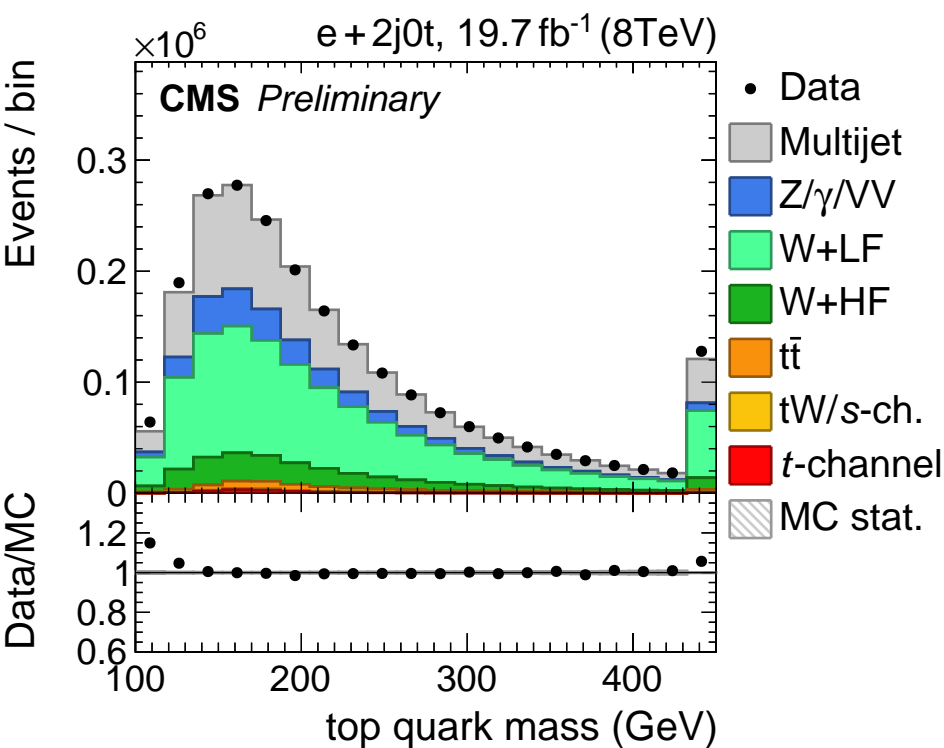 ×10⁶
e + 2j0t, 19.7 fb⁻¹ (8TeV)
CMS Preliminary
Events / bin
0.3
0.2
0.1
0
Data
Multijet
Z/γ/VV
W+LF
W+HF
tt̄
tW/s-ch.
t-channel
MC stat.
Data/MC
1.2
1
0.8
0.6
100 200 300 400
top quark mass (GeV)